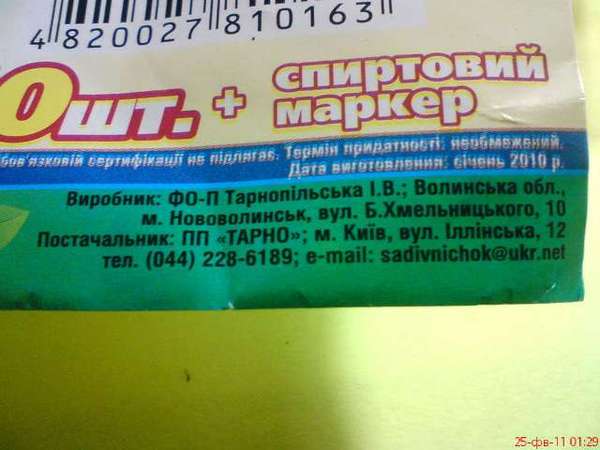 4 820027 810163
0шт. + спиртовий маркер
бов'язковій сертифікації не підлягає. Термін придатності: необмежений.
Дата виготовлення: січень 2010 р.
Виробник: ФО-П Тарнопільська І.В.; Волинська обл.,
м. Нововолинськ, вул. Б.Хмельницького, 10
Постачальник: ПП «ТАРНО»; м. Київ, вул. Іллінська, 12
тел. (044) 228-6189; e-mail: sadivnichok@ukr.net
25-фв-11 01:29